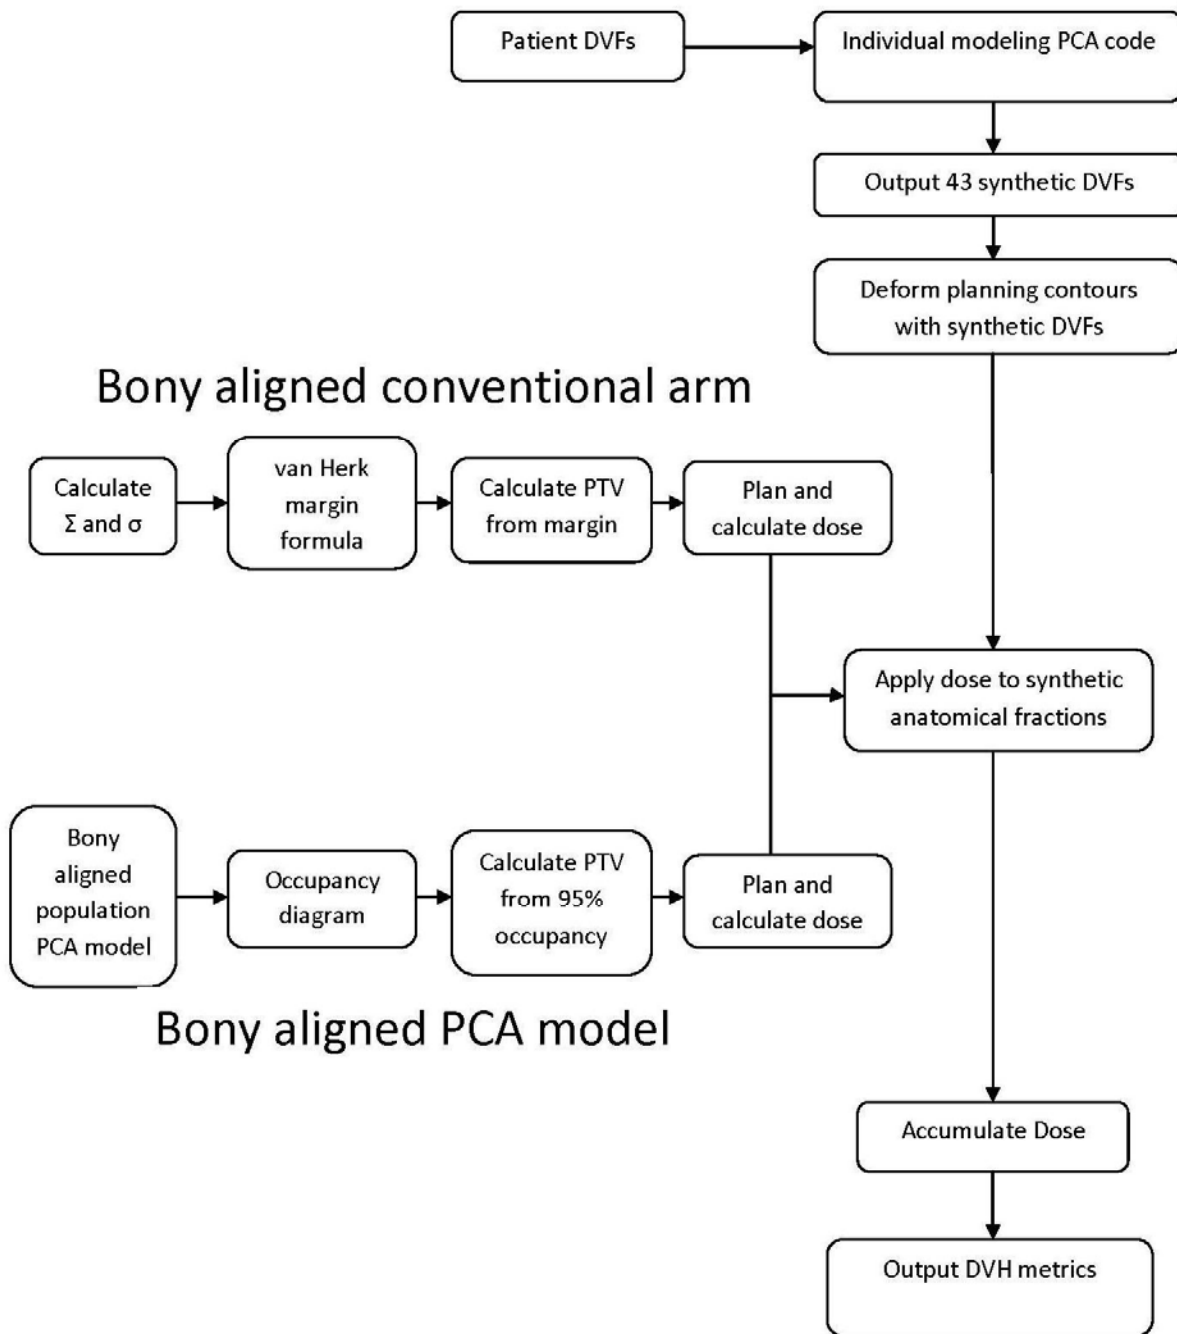 Patient DVFs
Individual modeling PCA code
Output 43 synthetic DVFs
Deform planning contours
with synthetic DVFs
Bony aligned conventional arm
Calculate
Σ and σ
van Herk
margin
formula
Calculate PTV
from margin
Plan and
calculate dose
Apply dose to synthetic
anatomical fractions
Bony
aligned
population
PCA model
Occupancy
diagram
Calculate PTV
from 95%
occupancy
Plan and
calculate dose
Bony aligned PCA model
Accumulate Dose
Output DVH metrics